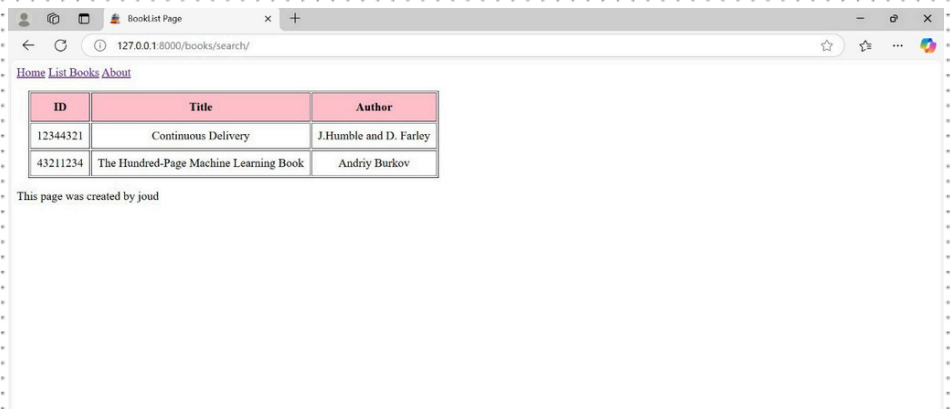 BookList Page
127.0.0.1:8000/books/search/
Home List Books About
ID Title Author
12344321 Continuous Delivery J.Humble and D. Farley
43211234 The Hundred-Page Machine Learning Book Andriy Burkov
This page was created by joud